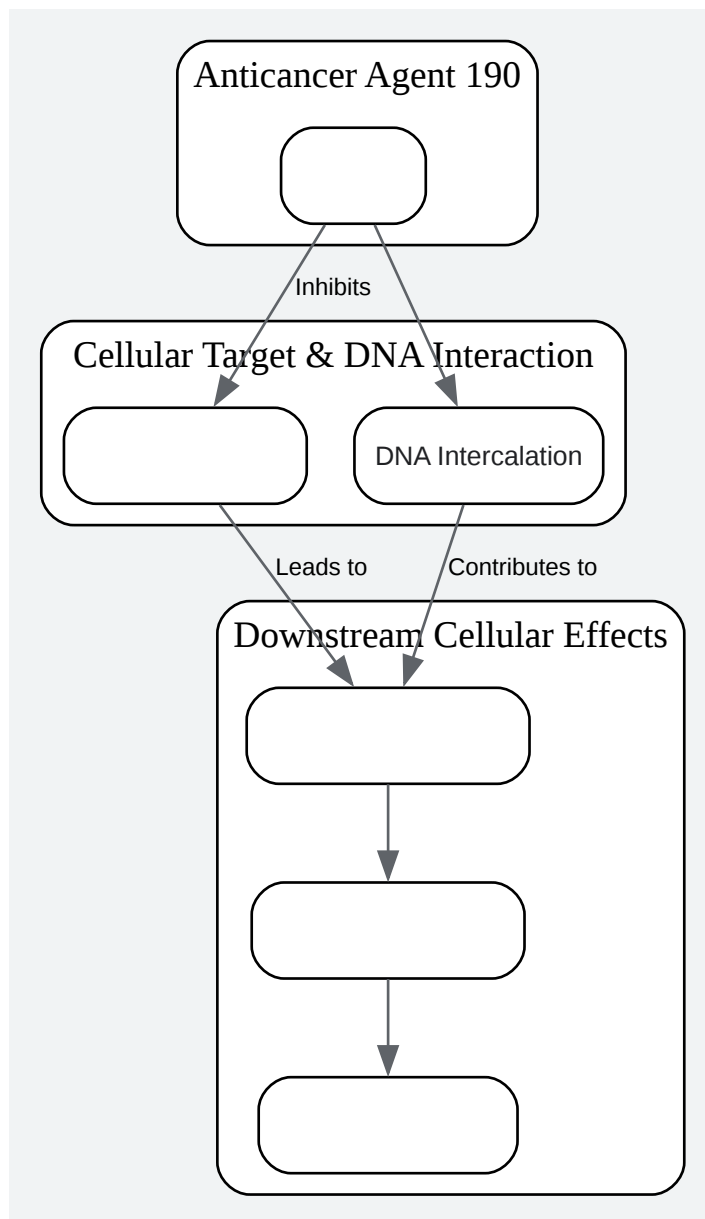 Anticancer Agent 190
Inhibits
Cellular Target & DNA Interaction
DNA Intercalation
Leads to
Contributes to
Downstream Cellular Effects